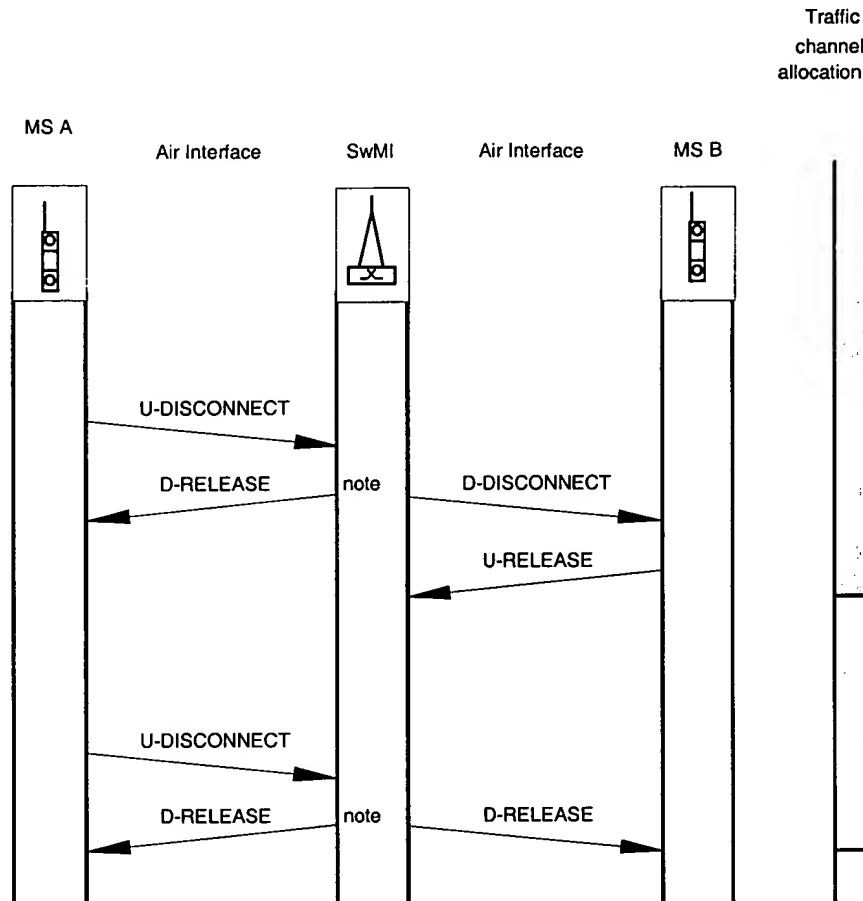 Traffic
channel
allocation
MS A
Air Interface
SwMI
Air Interface
MS B
U-DISCONNECT
D-RELEASE
note
D-DISCONNECT
U-RELEASE
U-DISCONNECT
D-RELEASE
note
D-RELEASE